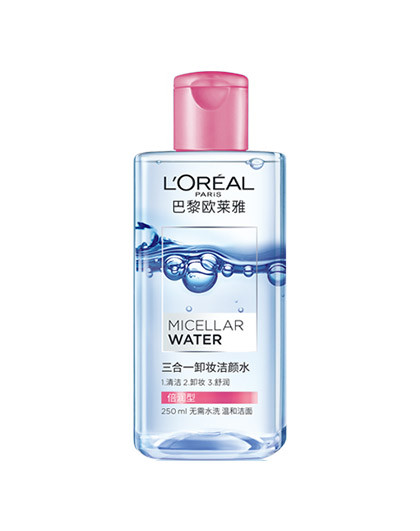 L'ORÉAL
PARIS
巴黎欧莱雅
MICELLAR
WATER
三合一卸妆洁颜水
1.清洁 2.卸妆 3.舒润
倍润型
250 ml 无需水洗 温和洁面